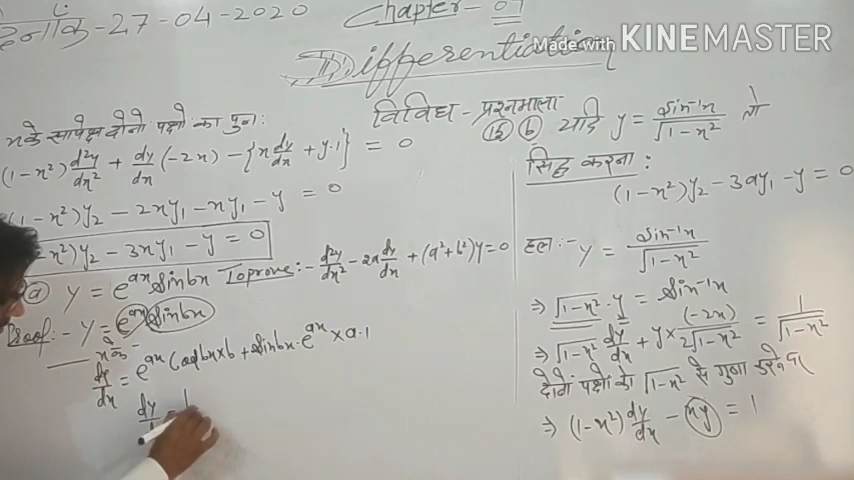 दिनांक-27-04-2020
Chapter-07
Differentiation
Made with KINEMASTER
विविध-प्रश्नमाला
x के सापेक्ष दोनो पक्षो का पुन:
(1-x²) d²y/dx² + dy/dx (-2x) - {x dy/dx + y.1} = 0
(1-x²)y₂ - 2xy₁ - xy₁ - y = 0
-x²)y₂ - 3xy₁ - y = 0
(a) y = e^(ax) sin bx To prove:- d²y/dx² - 2a dy/dx + (a²+b²)y = 0
Proof:- y = e^(ax) sin bx
dy/dx = e^(ax) cos bx × b + sin bx . e^(ax) × a.1
dy/d = b
(15) (b) यदि y = sin⁻¹x/√(1-x²) तो
सिद्ध करना:
(1-x²)y₂ - 3xy₁ - y = 0
हल:- y = sin⁻¹x/√(1-x²)
⇒ √(1-x²) . y = sin⁻¹x
⇒ √(1-x²) dy/dx + y × (-2x)/2√(1-x²) = 1/√(1-x²)
दोनो पक्षो को √(1-x²) से गुना करने पर
⇒ (1-x²) dy/dx - xy = 1